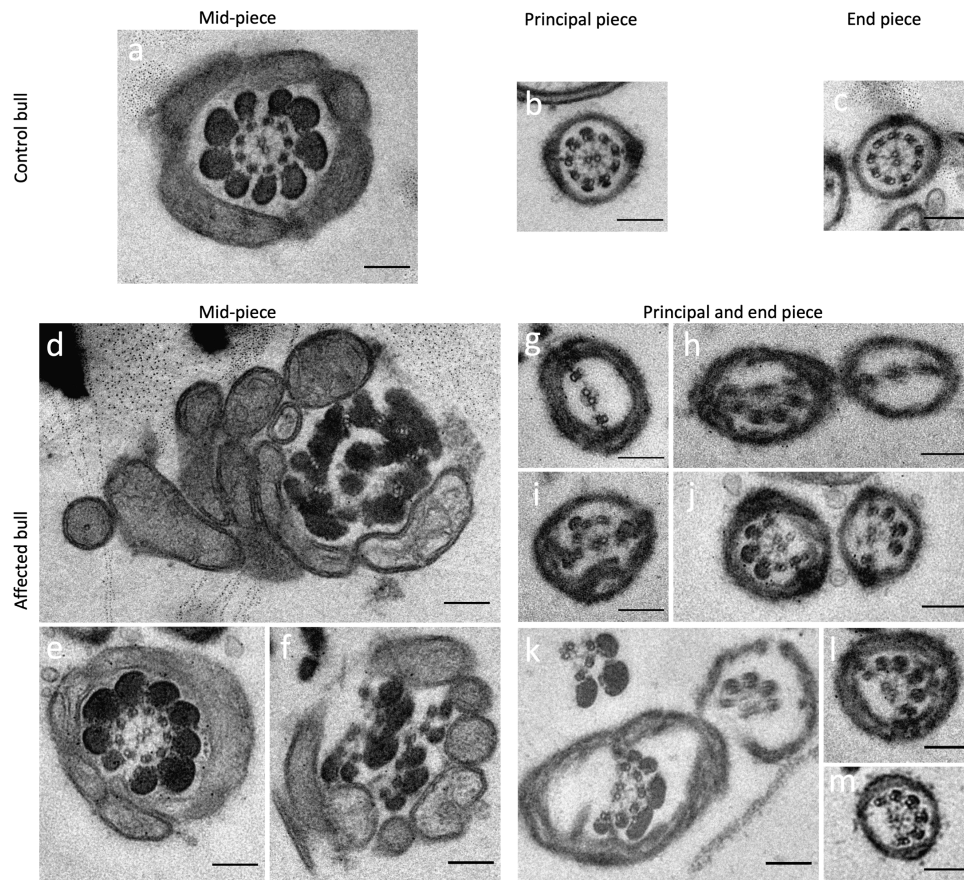 Mid-piece
Principal piece
End piece
Control bull
a
b
c
Mid-piece
Principal and end piece
Affected bull
d
g
h
i
j
e
f
k
l
m